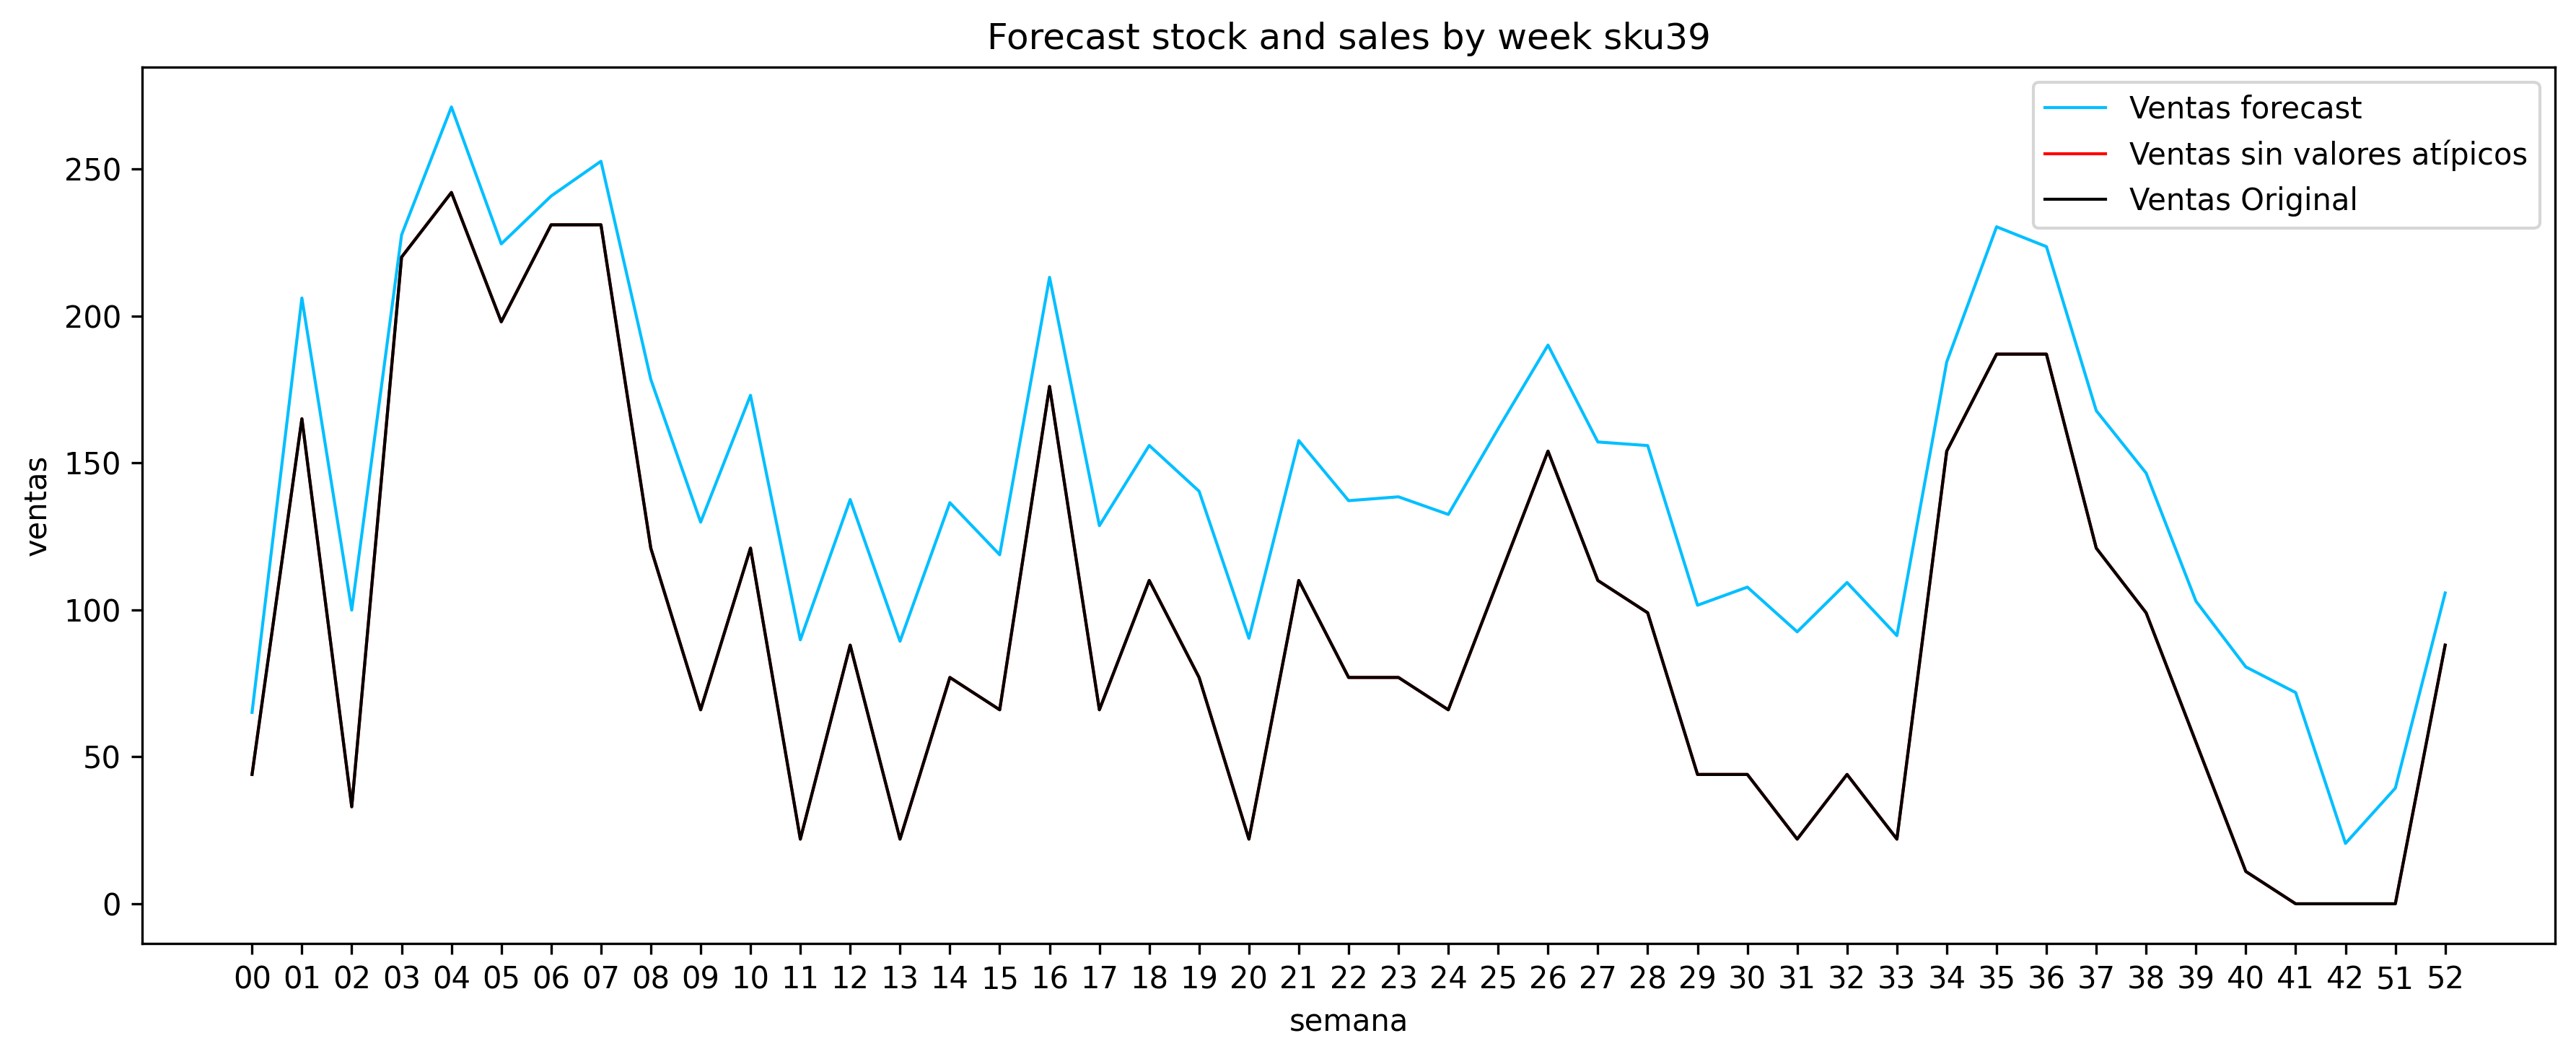 Forecast stock and sales by week sku39
Ventas forecast
Ventas sin valores atípicos
Ventas Original
250
200
150
100
50
0
ventas
00 01 02 03 04 05 06 07 08 09 10 11 12 13 14 15 16 17 18 19 20 21 22 23 24 25 26 27 28 29 30 31 32 33 34 35 36 37 38 39 40 41 42 51 52
semana